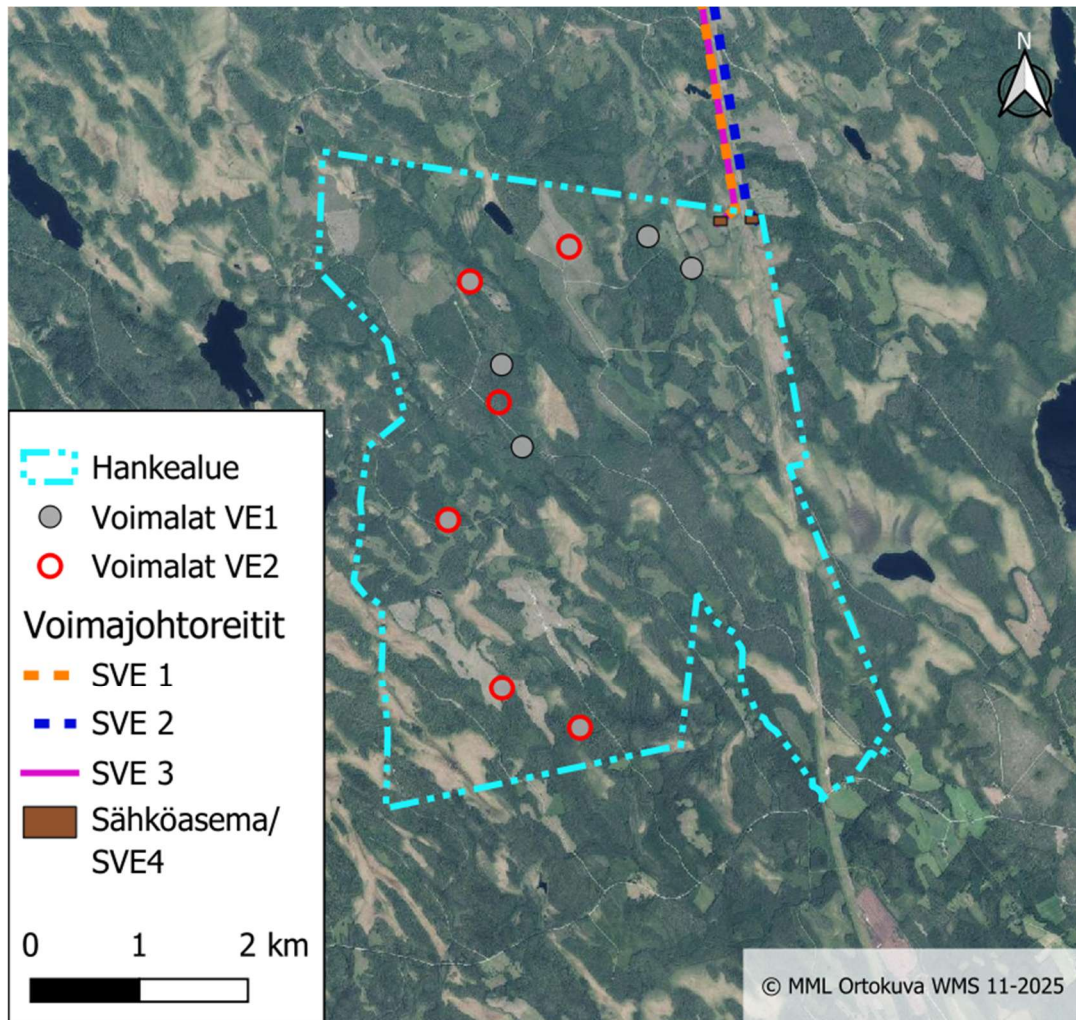 N
Hankealue
Voimalat VE1
Voimalat VE2
Voimajohtoreitit
SVE 1
SVE 2
SVE 3
Sähköasema/
SVE4
0 1 2 km
© MML Ortokuva WMS 11-2025